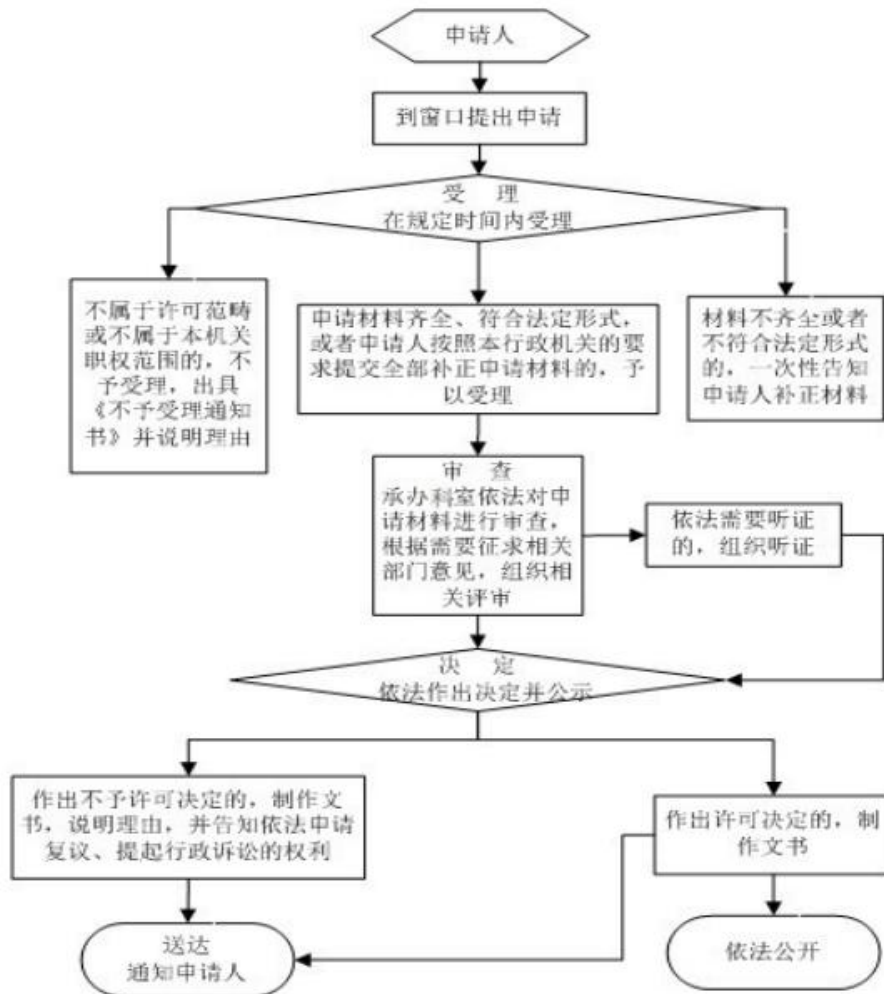 申请人
到窗口提出申请
受 理
在规定时间内受理
不属于许可范畴
或不属于本机关
职权范围的，不
予受理，出具
《不予受理通知
书》并说明理由
申请材料齐全、符合法定形式，
或者申请人按照本行政机关的要
求提交全部补正申请材料的，予
以受理
材料不齐全或者
不符合法定形式
的，一次性告知
申请人补正材料
审 查
承办科室依法对申
请材料进行审查，
根据需要征求相关
部门意见，组织相
关评审
依法需要听证
的，组织听证
决 定
依法作出决定并公示
作出不予许可决定的，制作文
书，说明理由，并告知依法申请
复议、提起行政诉讼的权利
作出许可决定的，制
作文书
送达
通知申请人
依法公开